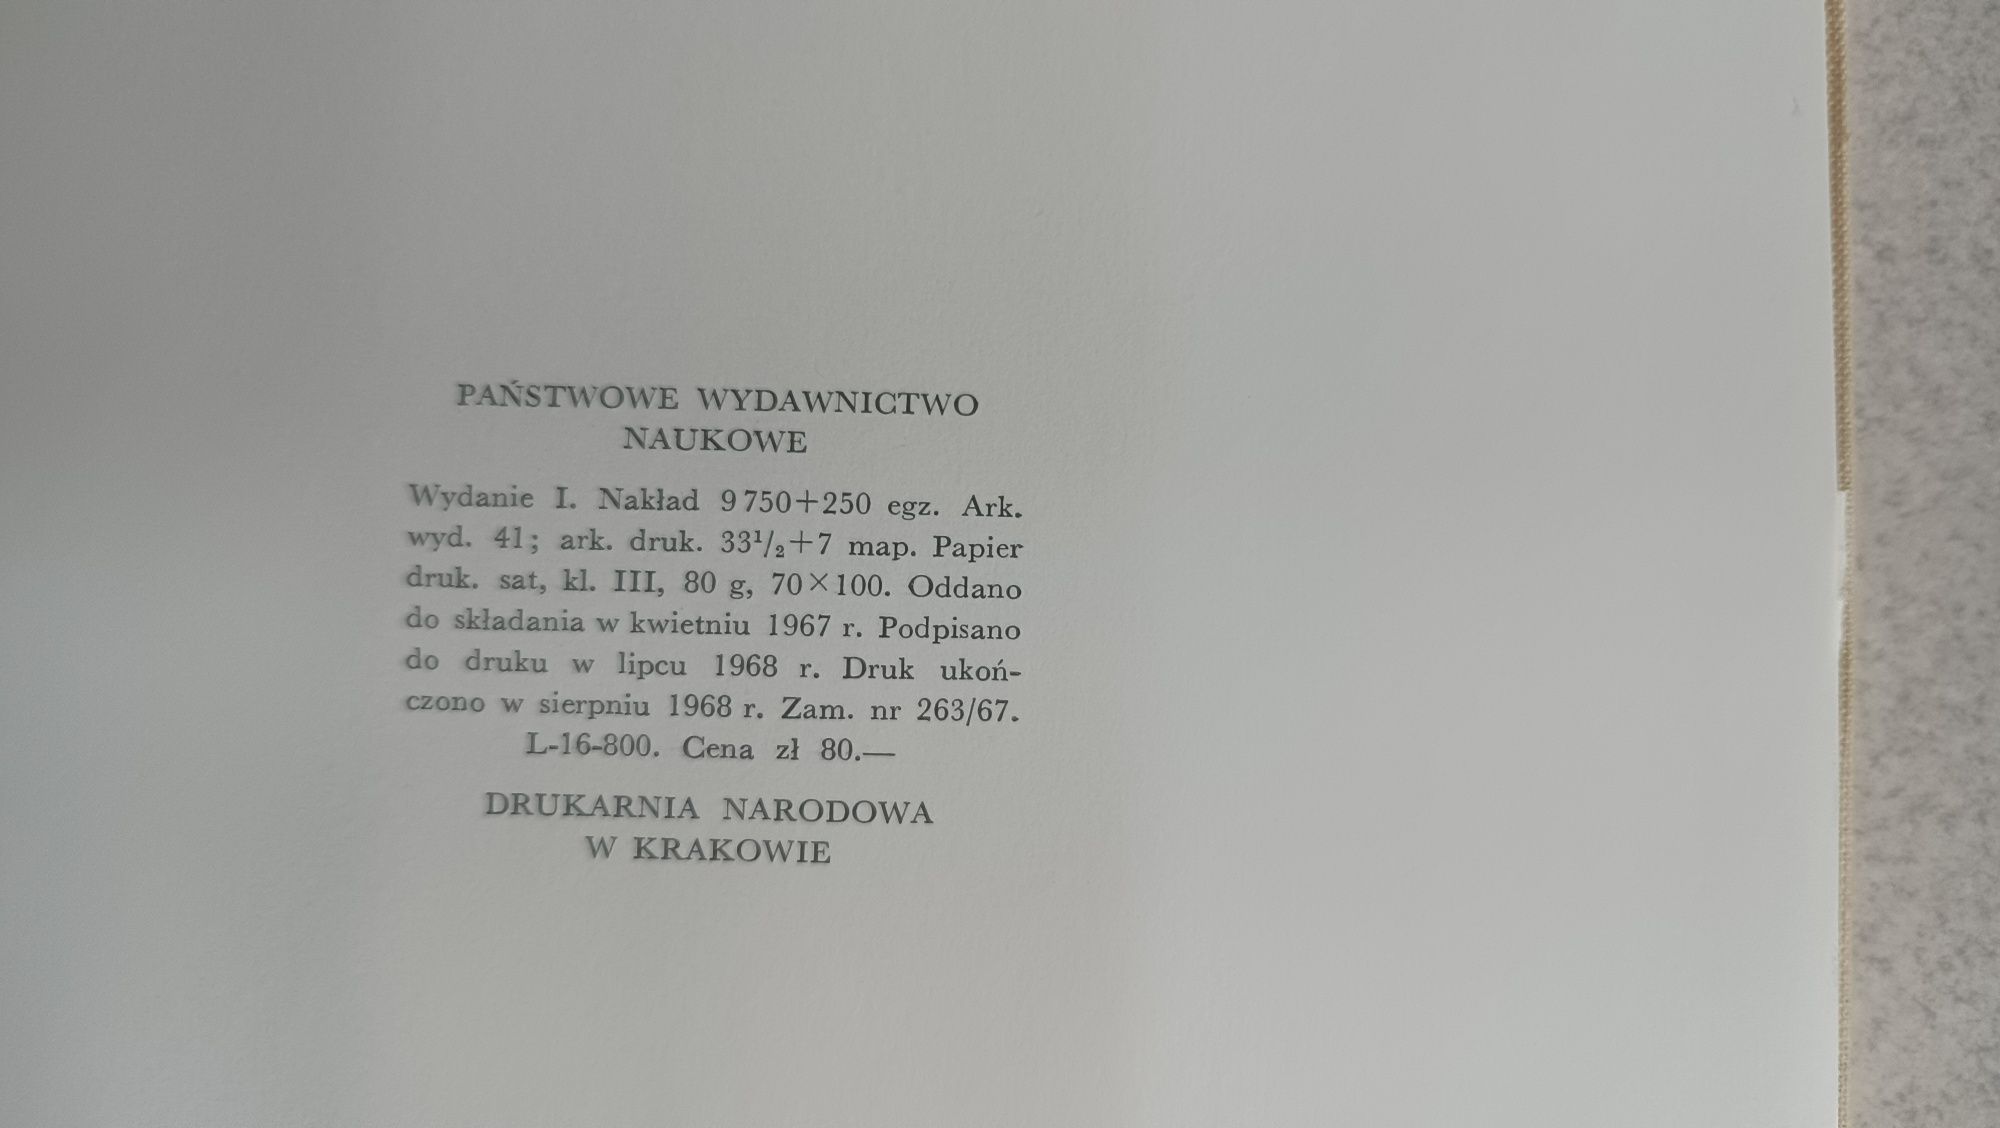 PAŃSTWOWE WYDAWNICTWO
NAUKOWE
Wydanie I. Nakład 9 750+250 egz. Ark.
wyd. 41; ark. druk. 33¹/₂+7 map. Papier
druk. sat, kl. III, 80 g, 70×100. Oddano
do składania w kwietniu 1967 r. Podpisano
do druku w lipcu 1968 r. Druk ukoń-
czono w sierpniu 1968 r. Zam. nr 263/67.
L-16-800. Cena zł 80.—
DRUKARNIA NARODOWA
W KRAKOWIE